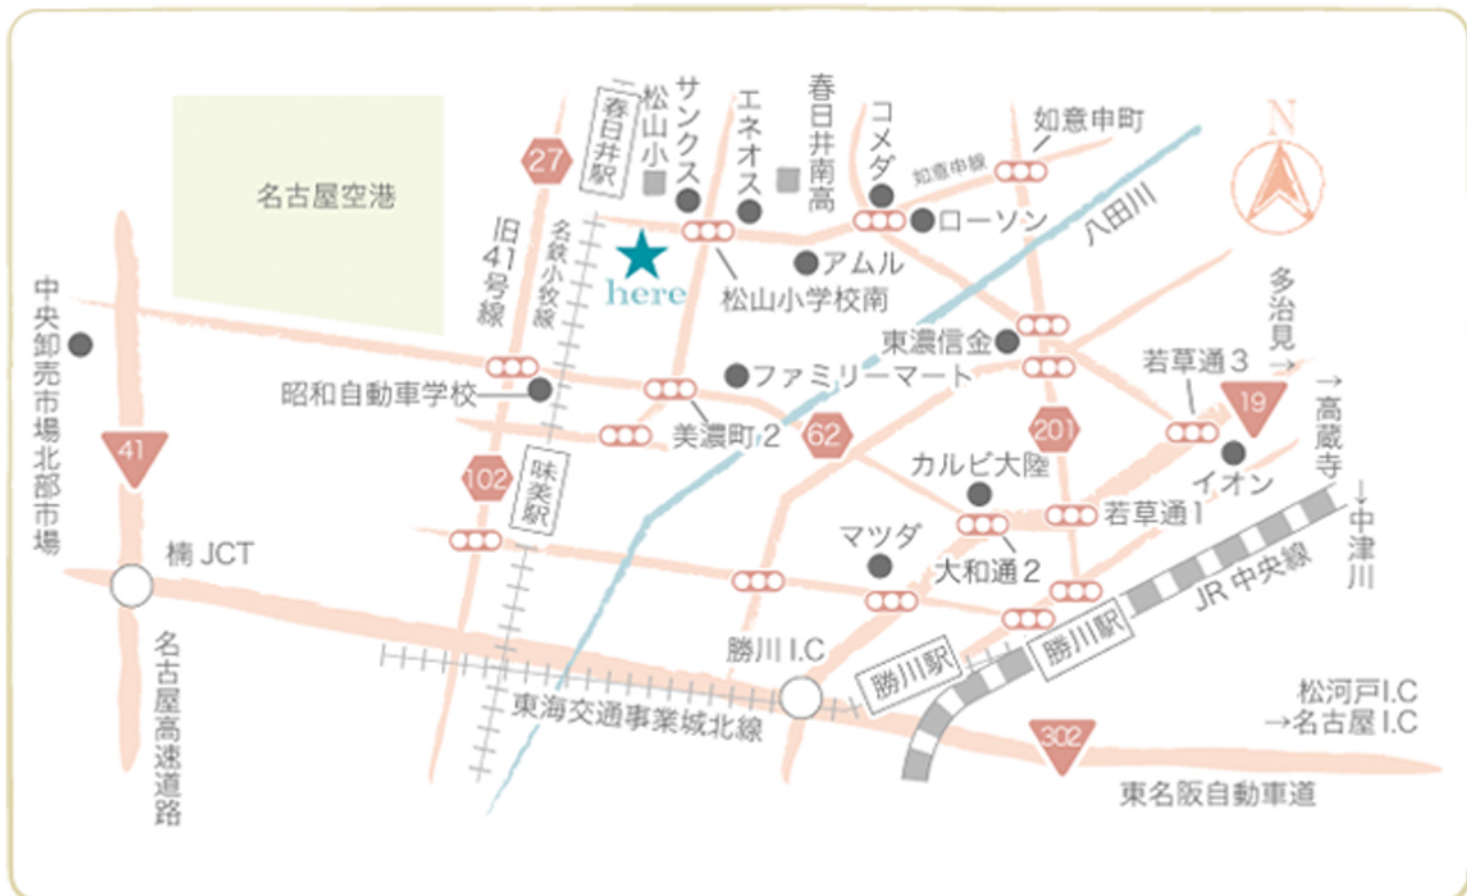 春日井駅
松山小
サンクス
エネオス
春日井南高
コメダ
如意申町
如意申線
N
27
名古屋空港
旧41号線
名鉄小牧線
here
ローソン
アムル
松山小学校南
八田川
中央卸売市場北部市場
昭和自動車学校
ファミリーマート
東濃信金
多治見→
若草通3
19
→高蔵寺
41
102
味美駅
美濃町2
62
201
カルビ大陸
イオン
若草通1
マツダ
大和通2
→中津川
JR中央線
楠JCT
名古屋高速道路
勝川I.C
勝川駅
勝川駅
東海交通事業城北線
302
松河戸I.C
→名古屋I.C
東名阪自動車道